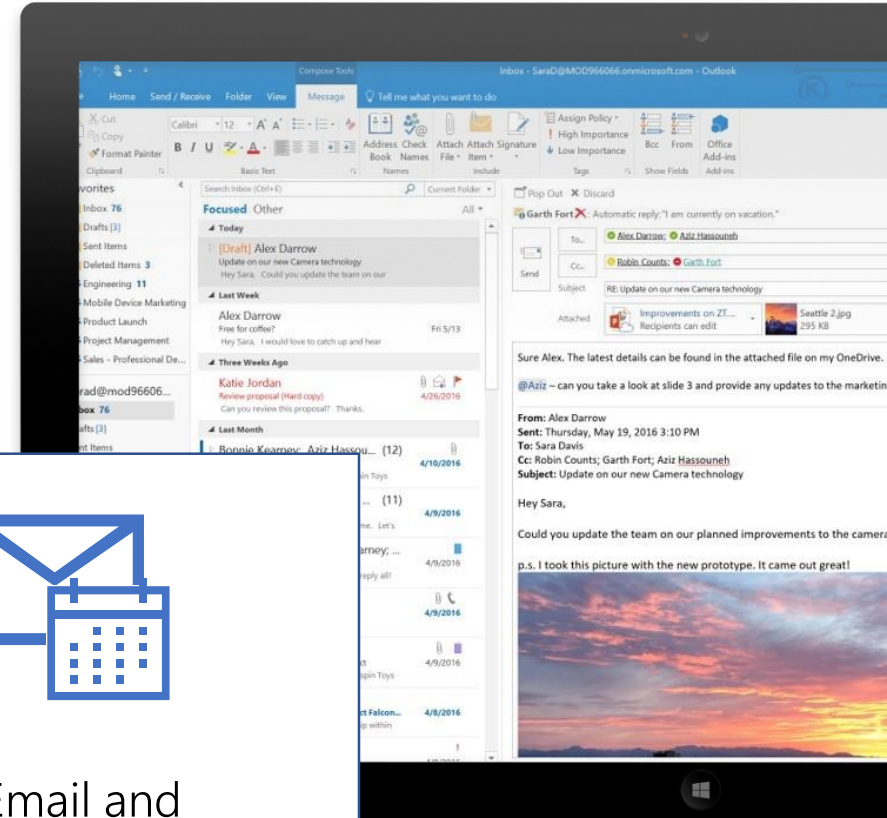 Compose Tools
Inbox - SaraD@MOD966066.onmicrosoft.com - Outlook
Home Send / Receive Folder View Message Tell me what you want to do
Cut
Copy
Format Painter
Clipboard
Calibri 12
B I U
Basic Text
Address Book
Check Names
Names
Attach File
Attach Item
Signature
Include
Assign Policy
High Importance
Low Importance
Tags
Bcc From
Show Fields
Office Add-ins
Add-ins
vorites
Inbox 76
Drafts [3]
Sent Items
Deleted Items 3
Engineering 11
Mobile Device Marketing
Product Launch
Project Management
Sales - Professional De...
rad@mod96606...
box 76
afts [3]
nt Items
Search Inbox (Ctrl+E) Current Folder
Focused Other All
Today
[Draft] Alex Darrow
Update on our new Camera technology
Hey Sara, Could you update the team on our
Last Week
Alex Darrow
Free for coffee? Fri 5/13
Hey Sara, I would love to catch up and hear
Three Weeks Ago
Katie Jordan
Review proposal (Hard copy) 4/26/2016
Can you review this proposal? Thanks,
Last Month
Bonnie Kearney; Aziz Hassou... (12)
4/10/2016
in Toys
... (11)
4/9/2016
me. Let's
arney; ...
4/9/2016
reply all!
4/9/2016
4/9/2016
spin Toys
ct Falcon... 4/8/2016
ip within
Pop Out Discard
Garth Fort : Automatic reply: "I am currently on vacation."
Send
To... Alex Darrow; Aziz Hassouneh
Cc... Robin Counts; Garth Fort
Subject RE: Update on our new Camera technology
Attached
Improvements on ZT...
Recipients can edit
Seattle 2.jpg
295 KB
Sure Alex. The latest details can be found in the attached file on my OneDrive.
@Aziz – can you take a look at slide 3 and provide any updates to the marketin
From: Alex Darrow
Sent: Thursday, May 19, 2016 3:10 PM
To: Sara Davis
Cc: Robin Counts; Garth Fort; Aziz Hassouneh
Subject: Update on our new Camera technology
Hey Sara,
Could you update the team on our planned improvements to the camera
p.s. I took this picture with the new prototype. It came out great!
Email and